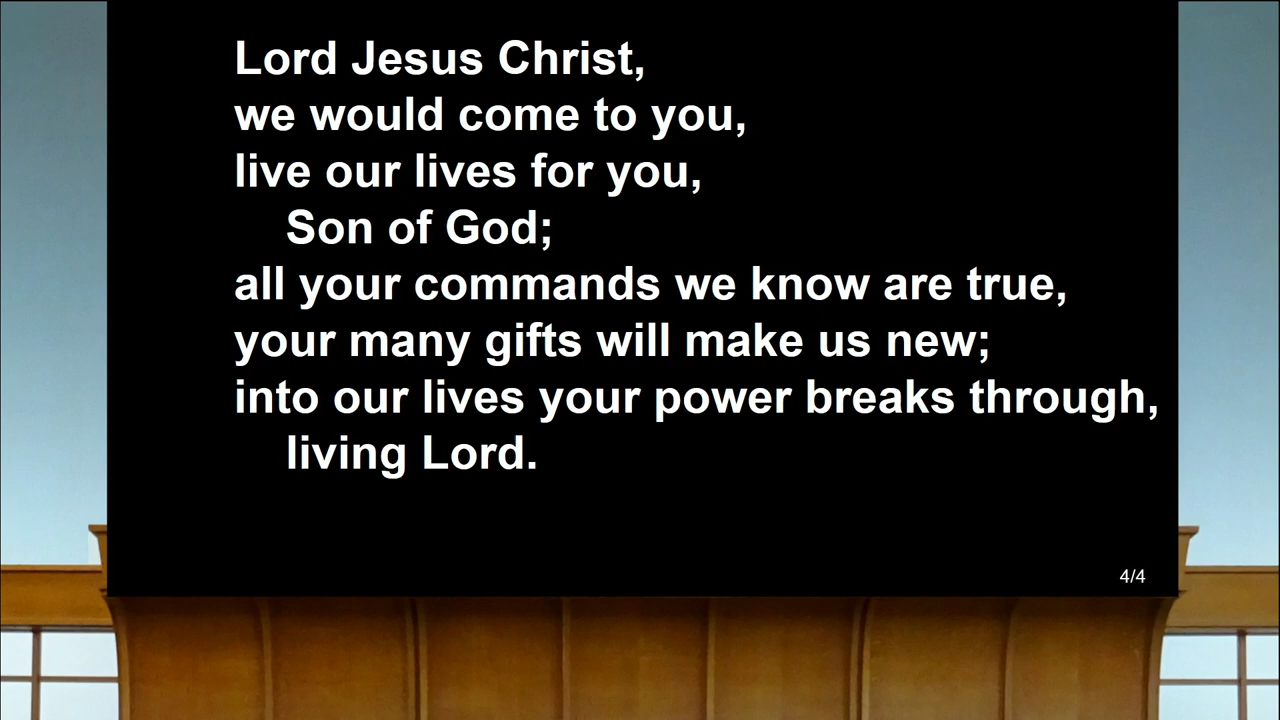 Lord Jesus Christ,
we would come to you,
live our lives for you,
Son of God;
all your commands we know are true,
your many gifts will make us new;
into our lives your power breaks through,
living Lord.
4/4